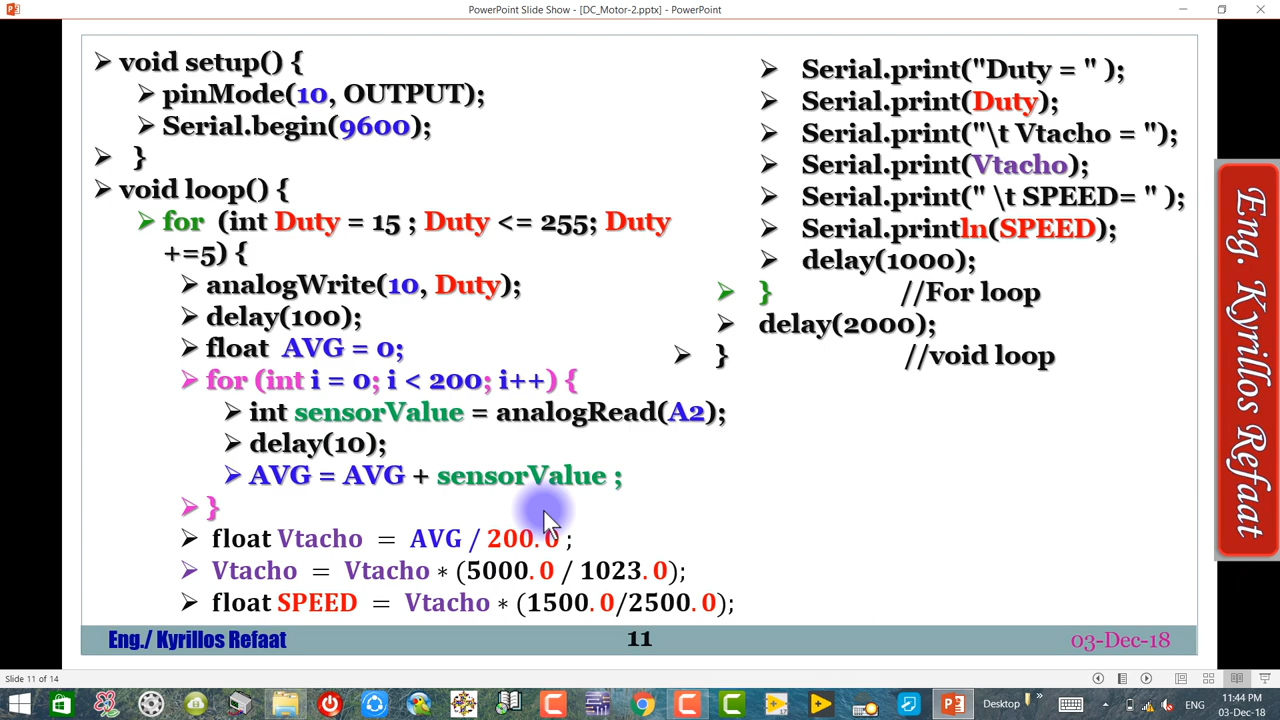 PowerPoint Slide Show - [DC_Motor-2.pptx] - PowerPoint
void setup() {
pinMode(10, OUTPUT);
Serial.begin(9600);
}
void loop() {
for (int Duty = 15 ; Duty <= 255; Duty
+=5) {
analogWrite(10, Duty);
delay(100);
float AVG = 0;
for (int i = 0; i < 200; i++) {
int sensorValue = analogRead(A2);
delay(10);
AVG = AVG + sensorValue ;
}
float Vtacho = AVG / 200.0 ;
Vtacho = Vtacho * (5000.0 / 1023.0);
float SPEED = Vtacho * (1500.0/2500.0);
Serial.print("Duty = " );
Serial.print(Duty);
Serial.print("\t Vtacho = ");
Serial.print(Vtacho);
Serial.print(" \t SPEED= " );
Serial.println(SPEED);
delay(1000);
} //For loop
delay(2000);
} //void loop
Eng. Kyrillos Refaat
Eng./ Kyrillos Refaat
11
03-Dec-18
Slide 11 of 14
Desktop
11:44 PM
03-Dec-18